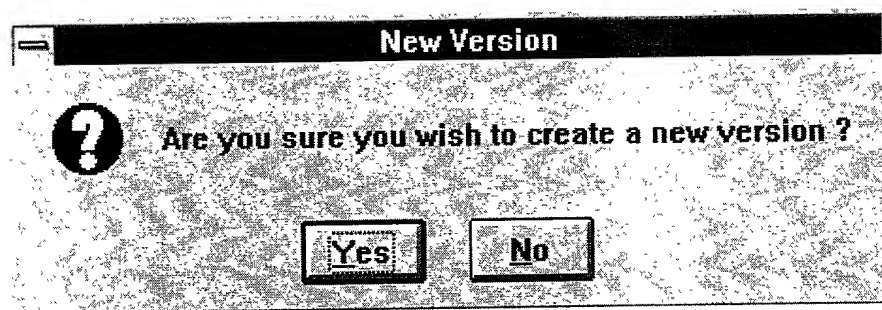 New Version
Are you sure you wish to create a new version ?
Yes
No